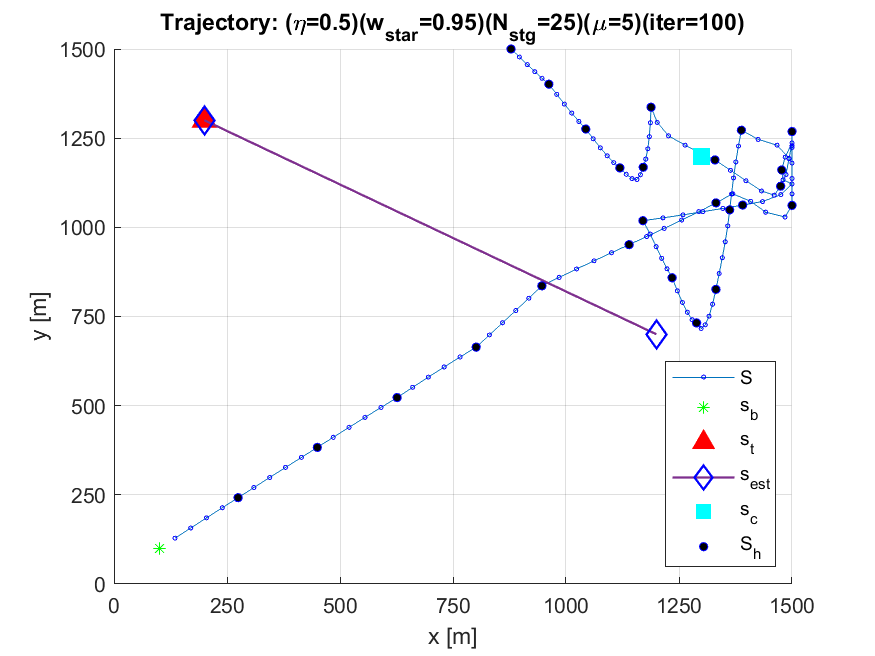 Trajectory: (η=0.5)(w_star=0.95)(N_stg=25)(μ=5)(iter=100)
1500
1250
1000
750
500
250
0
y [m]
0 250 500 750 1000 1250 1500
x [m]
S
s_b
s_t
s_est
s_c
S_h